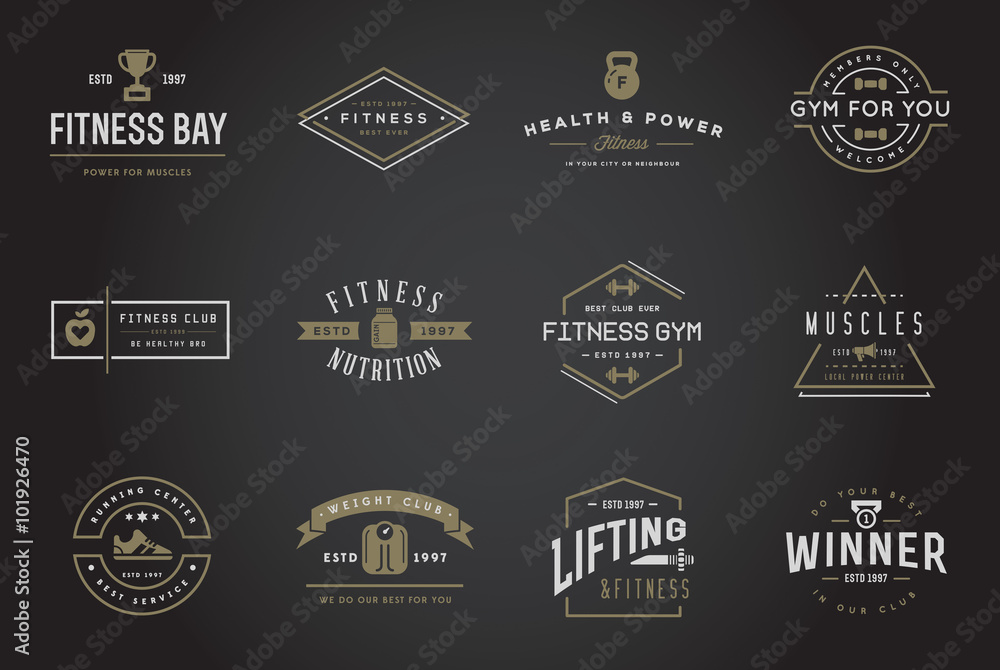 ESTD 1997
FITNESS BAY
POWER FOR MUSCLES
ESTD 1997
FITNESS
BEST EVER
F
HEALTH & POWER
Fitness
IN YOUR CITY OR NEIGHBOUR
MEMBERS ONLY
GYM FOR YOU
WELCOME
FITNESS CLUB
BE HEALTHY BRO
FITNESS
ESTD GAIN 1997
NUTRITION
BEST CLUB EVER
FITNESS GYM
ESTD 1997
MUSCLES
ESTD 1997
LOCAL POWER CENTER
RUNNING CENTER
ESTD 1997
BEST SERVICE
WEIGHT CLUB
ESTD 1997
WE DO OUR BEST FOR YOU
ESTD 1997
LIFTING
&FITNESS
DO YOUR BEST
1
WINNER
ESTD 1997
IN OUR CLUB
Adobe Stock
Adobe Stock | #101926470